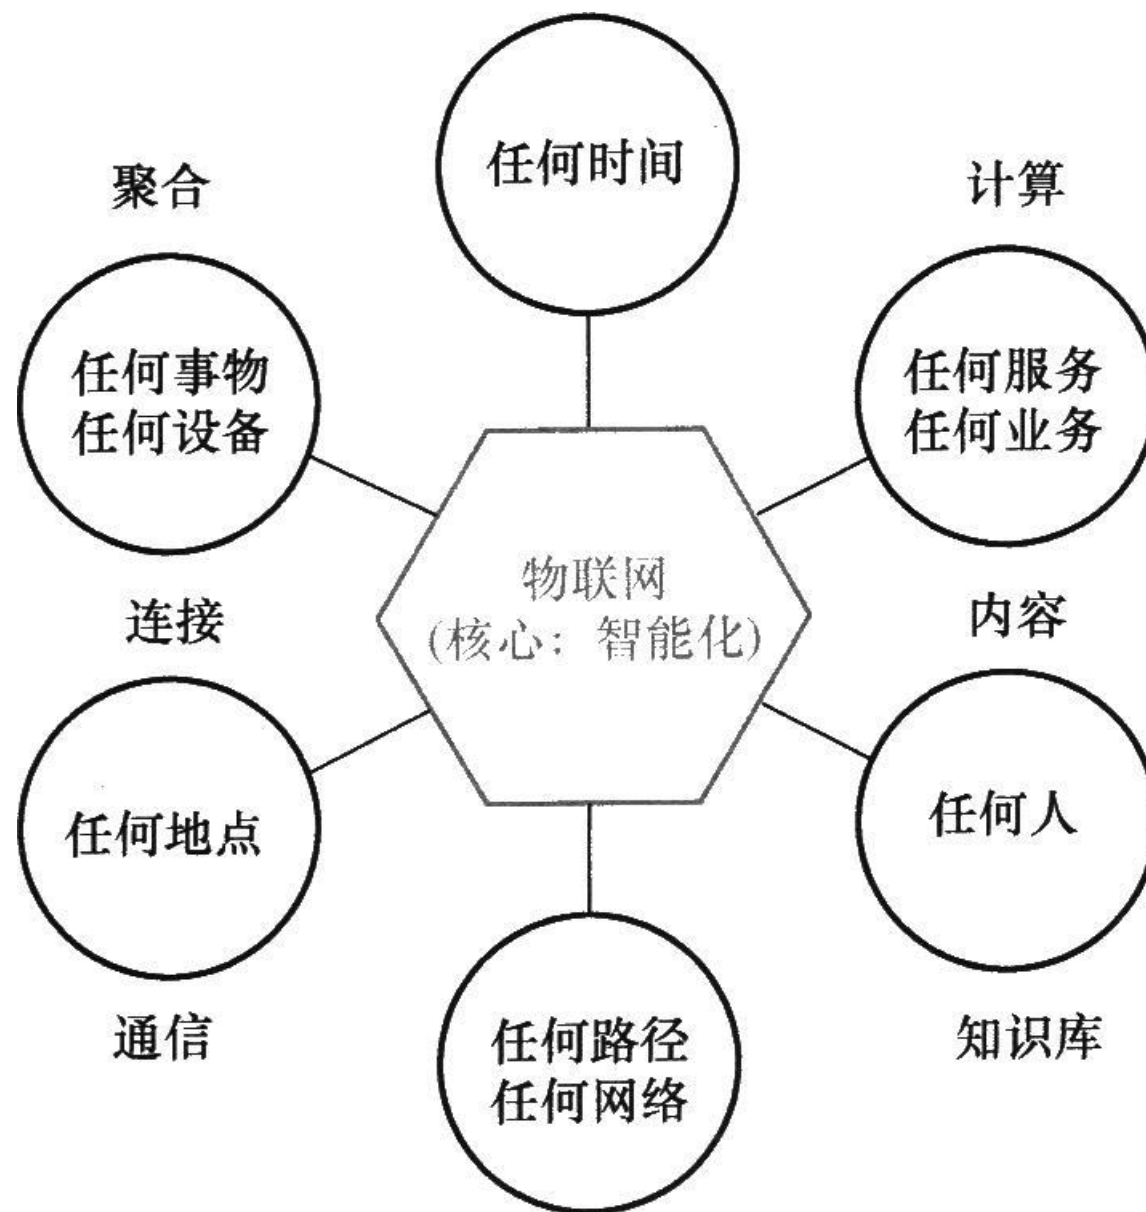 任何时间
聚合
计算
任何事物
任何设备
任何服务
任何业务
物联网
(核心：智能化)
连接
内容
任何地点
任何人
通信
任何路径
任何网络
知识库